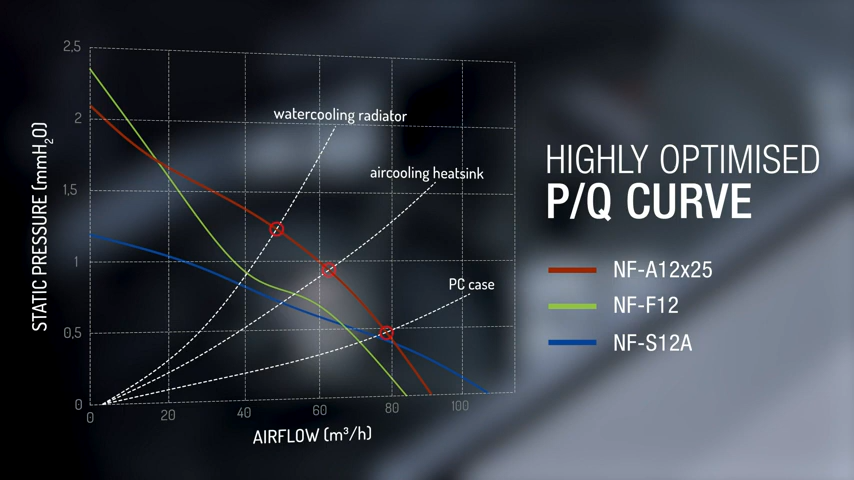 2,5
2
1,5
1
0,5
0
STATIC PRESSURE (mmH₂O)
0
20
40
60
80
100
AIRFLOW (m³/h)
watercooling radiator
aircooling heatsink
PC case
HIGHLY OPTIMISED
P/Q CURVE
NF-A12x25
NF-F12
NF-S12A